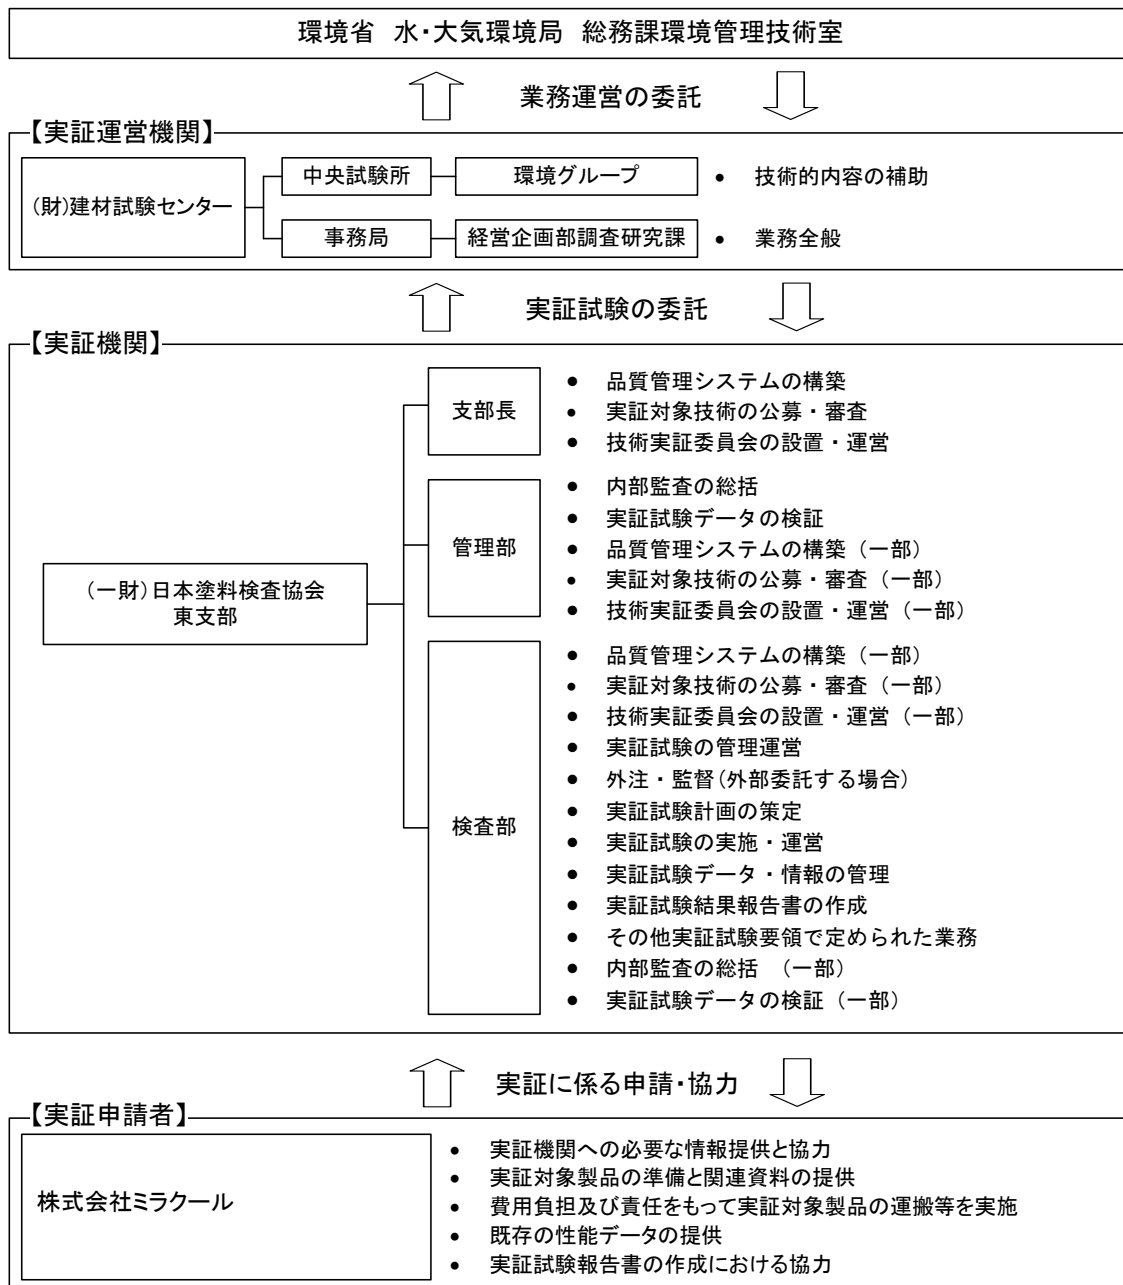 環境省 水・大気環境局 総務課環境管理技術室
業務運営の委託
【実証運営機関】
(財)建材試験センター
中央試験所
環境グループ
• 技術的内容の補助
事務局
経営企画部調査研究課
• 業務全般
実証試験の委託
【実証機関】
(一財)日本塗料検査協会
東支部
支部長
• 品質管理システムの構築
• 実証対象技術の公募・審査
• 技術実証委員会の設置・運営
管理部
• 内部監査の総括
• 実証試験データの検証
• 品質管理システムの構築(一部)
• 実証対象技術の公募・審査(一部)
• 技術実証委員会の設置・運営(一部)
検査部
• 品質管理システムの構築(一部)
• 実証対象技術の公募・審査(一部)
• 技術実証委員会の設置・運営(一部)
• 実証試験の管理運営
• 外注・監督(外部委託する場合)
• 実証試験計画の策定
• 実証試験の実施・運営
• 実証試験データ・情報の管理
• 実証試験結果報告書の作成
• その他実証試験要領で定められた業務
• 内部監査の総括 (一部)
• 実証試験データの検証(一部)
実証に係る申請・協力
【実証申請者】
株式会社ミラクール
• 実証機関への必要な情報提供と協力
• 実証対象製品の準備と関連資料の提供
• 費用負担及び責任をもって実証対象製品の運搬等を実施
• 既存の性能データの提供
• 実証試験報告書の作成における協力